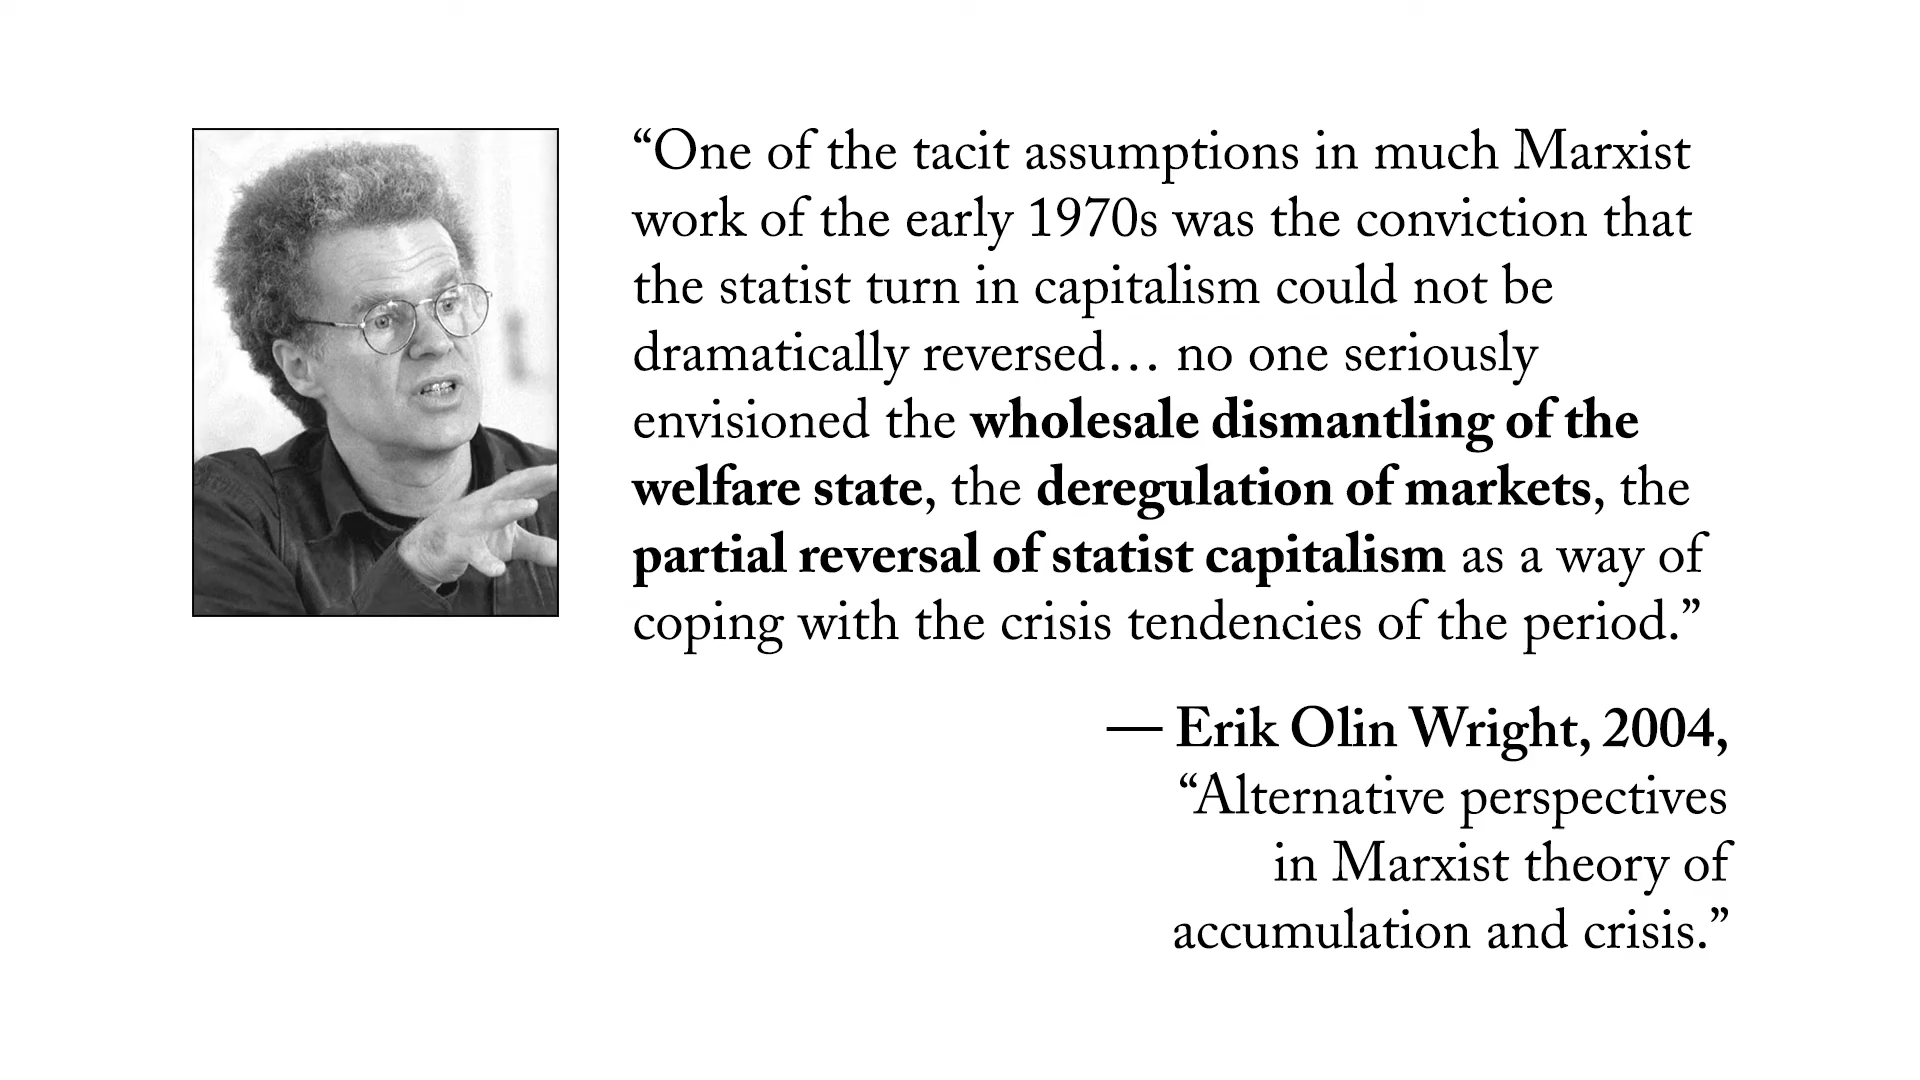 “One of the tacit assumptions in much Marxist
work of the early 1970s was the conviction that
the statist turn in capitalism could not be
dramatically reversed… no one seriously
envisioned the wholesale dismantling of the
welfare state, the deregulation of markets, the
partial reversal of statist capitalism as a way of
coping with the crisis tendencies of the period.”
— Erik Olin Wright, 2004,
“Alternative perspectives
in Marxist theory of
accumulation and crisis.”